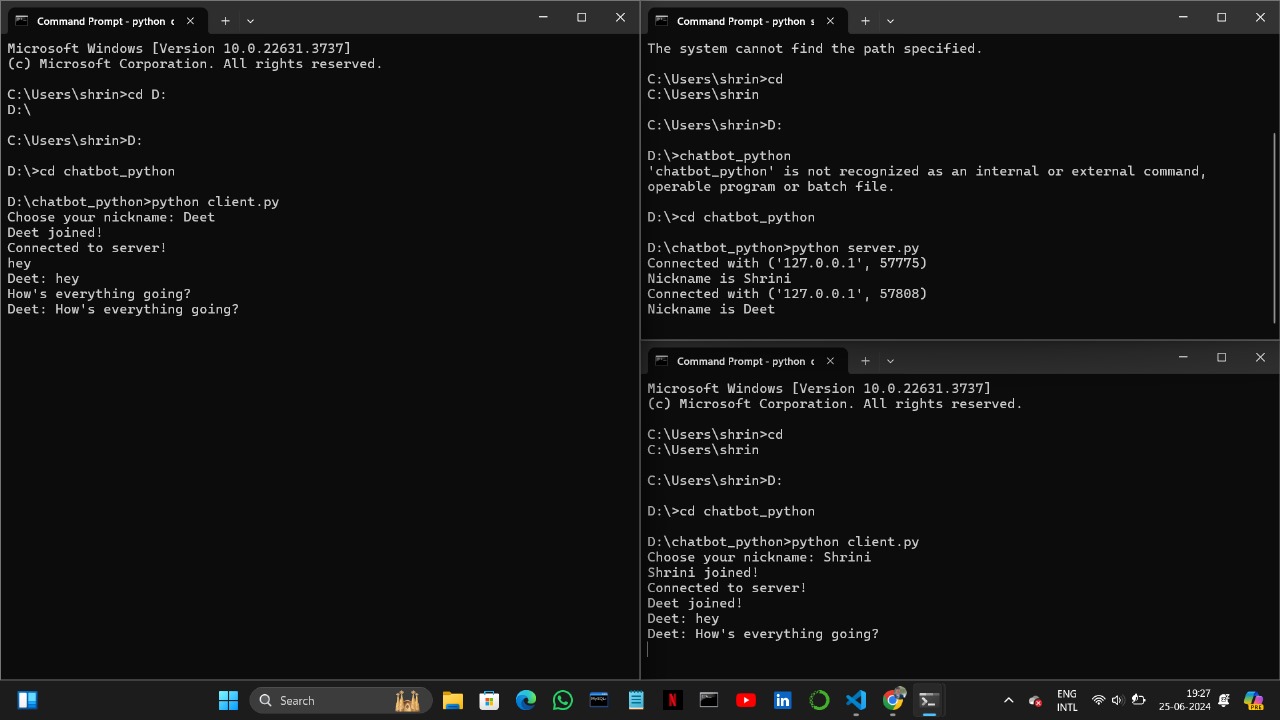 Command Prompt - python c
Microsoft Windows [Version 10.0.22631.3737]
(c) Microsoft Corporation. All rights reserved.
C:\Users\shrin>cd D:
D:\
C:\Users\shrin>D:
D:\>cd chatbot_python
D:\chatbot_python>python client.py
Choose your nickname: Deet
Deet joined!
Connected to server!
hey
Deet: hey
How's everything going?
Deet: How's everything going?
Command Prompt - python s
The system cannot find the path specified.
C:\Users\shrin>cd
C:\Users\shrin
C:\Users\shrin>D:
D:\>chatbot_python
'chatbot_python' is not recognized as an internal or external command,
operable program or batch file.
D:\>cd chatbot_python
D:\chatbot_python>python server.py
Connected with ('127.0.0.1', 57775)
Nickname is Shrini
Connected with ('127.0.0.1', 57808)
Nickname is Deet
Command Prompt - python c
Microsoft Windows [Version 10.0.22631.3737]
(c) Microsoft Corporation. All rights reserved.
C:\Users\shrin>cd
C:\Users\shrin
C:\Users\shrin>D:
D:\>cd chatbot_python
D:\chatbot_python>python client.py
Choose your nickname: Shrini
Shrini joined!
Connected to server!
Deet joined!
Deet: hey
Deet: How's everything going?
Search
MySQL
N
in
ENG
INTL
19:27
25-06-2024
PRE